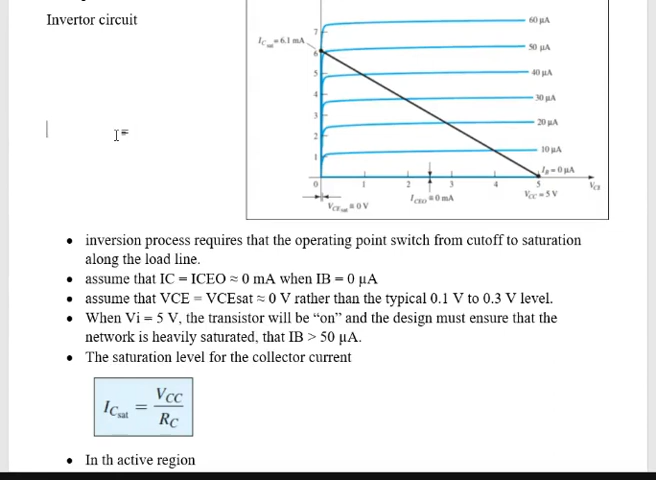 Invertor circuit
60 μA
7
I_Csat = 6.1 mA
6
50 μA
5
40 μA
4
30 μA
3
20 μA
2
10 μA
1
I_B = 0 μA
0 1 2 3 4 5 V_CE
V_CEsat ≅ 0 V
I_CEO ≅ 0 mA
V_CC = 5 V
• inversion process requires that the operating point switch from cutoff to saturation
along the load line.
• assume that IC = ICEO ≈ 0 mA when IB = 0 μA
• assume that VCE = VCEsat ≈ 0 V rather than the typical 0.1 V to 0.3 V level.
• When Vi = 5 V, the transistor will be “on” and the design must ensure that the
network is heavily saturated, that IB > 50 μA.
• The saturation level for the collector current
I_Csat = V_CC / R_C
• In th active region